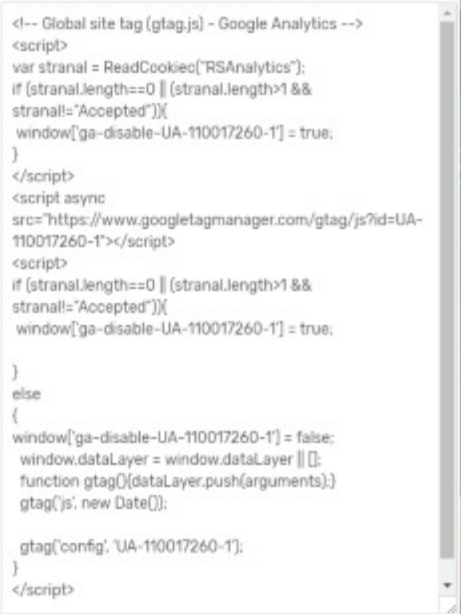 <!-- Global site tag (gtag.js) - Google Analytics -->
<script>
var stranal = ReadCookiec("RSAnalytics");
if (stranal.length==0 || (stranal.length>1 &&
stranal!="Accepted")){
window['ga-disable-UA-110017260-1'] = true;
}
</script>
<script async
src="https://www.googletagmanager.com/gtag/js?id=UA-
110017260-1"></script>
<script>
if (stranal.length==0 || (stranal.length>1 &&
stranal!="Accepted")){
window['ga-disable-UA-110017260-1'] = true;
}
else
{
window['ga-disable-UA-110017260-1'] = false;
window.dataLayer = window.dataLayer || [];
function gtag(){dataLayer.push(arguments);}
gtag('js', new Date());
gtag('config', 'UA-110017260-1');
}
</script>